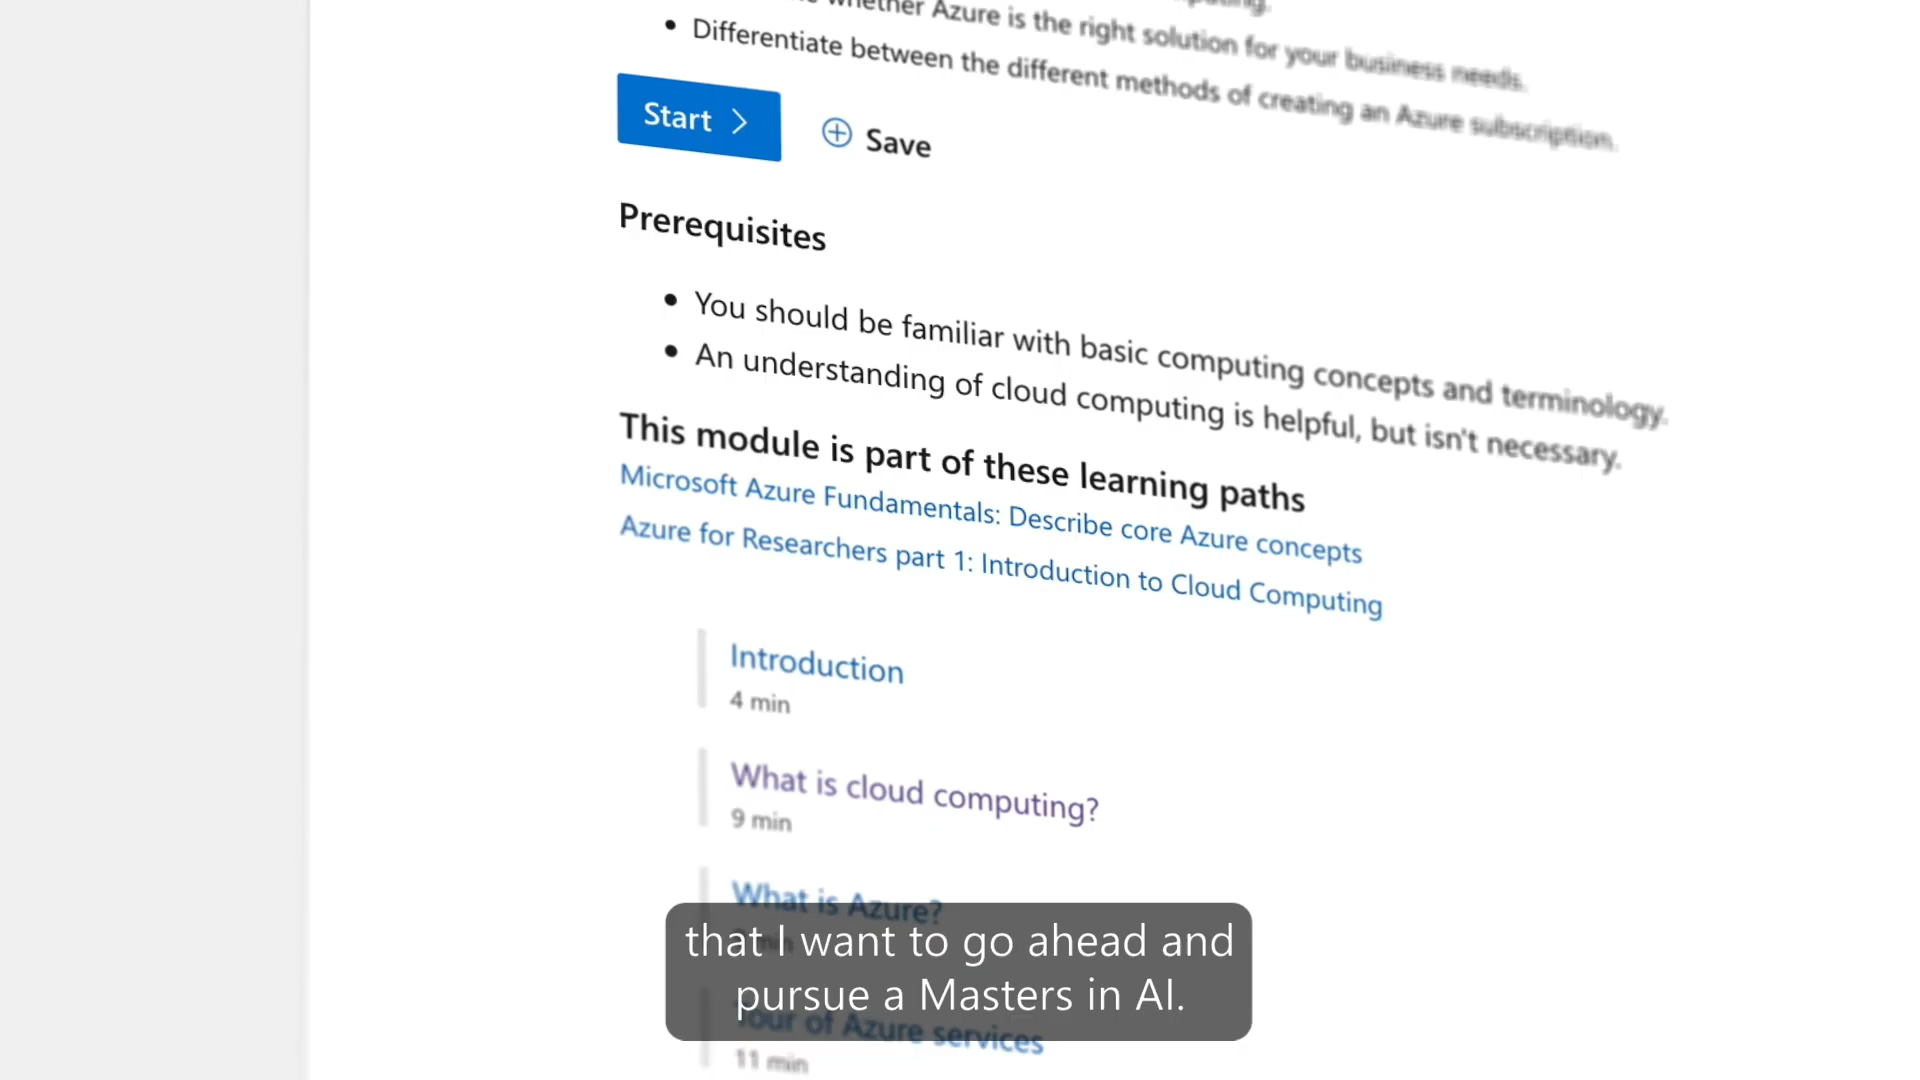 whether Azure is the right solution for your business needs.
• Differentiate between the different methods of creating an Azure subscription.
Start >
Save
Prerequisites
• You should be familiar with basic computing concepts and terminology.
• An understanding of cloud computing is helpful, but isn't necessary.
This module is part of these learning paths
Microsoft Azure Fundamentals: Describe core Azure concepts
Azure for Researchers part 1: Introduction to Cloud Computing
Introduction
4 min
What is cloud computing?
9 min
What is Azure?
min
that I want to go ahead and
pursue a Masters in AI.
Tour of Azure services
11 min